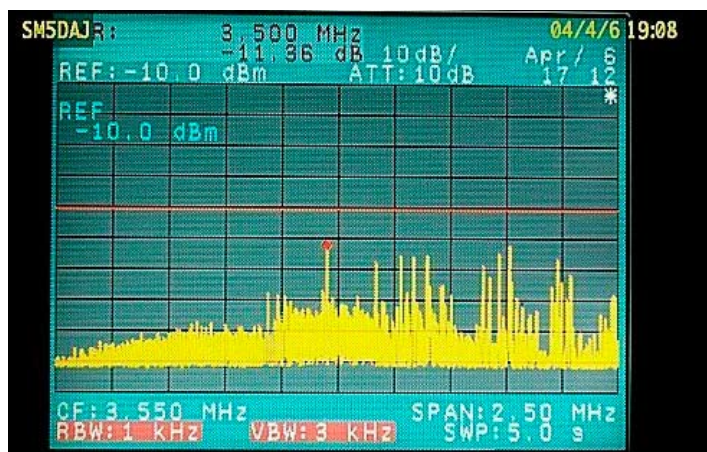 SM5DAJ R: 3,500 MHz 04/4/6 19:08
-11,36 dB 10dB/ Apr/ 6
REF:-10.0 dBm ATT:10dB 17 12
*
REF
-10.0 dBm
CF:3.550 MHz SPAN:2.50 MHz
RBW:1 kHz VBW:3 kHz SWP:5.0 s